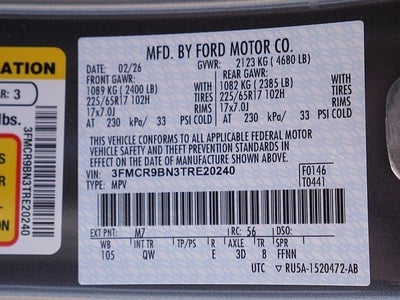 MFD. BY FORD MOTOR CO.
DATE: 02/26 GVWR: 2123 KG ( 4680 LB)
FRONT GAWR: REAR GAWR:
1089 KG ( 2400 LB) WITH 1082 KG ( 2385 LB) WITH
225/65R17 102H TIRES 225/65R17 102H TIRES
17x7.0J RIMS 17x7.0J RIMS
AT 230 kPa/ 33 PSI COLD AT 230 kPa/ 33 PSI COLD
THIS VEHICLE CONFORMS TO ALL APPLICABLE FEDERAL MOTOR
VEHICLE SAFETY AND THEFT PREVENTION STANDARDS IN
EFFECT ON THE DATE OF MANUFACTURE SHOWN ABOVE.
VIN: 3FMCR9BN3TRE20240 F0146
TYPE: MPV T0441
EXT PNT: M7 RC: 56 DSO:
WB INT TR TP/PS R AXLE TR SPR
105 QW E 3D 8 FFNN
UTC ▽ RU5A-1520472-AB
ATION
R: 3
lbs.
3FMCR9BN3TRE20240